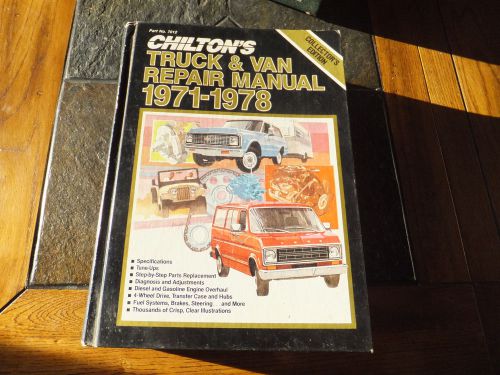 Part No. 7012
CHILTON'S
COLLECTOR'S
EDITION
TRUCK & VAN
REPAIR MANUAL
1971-1978
Specifications
Tune-Ups
Step-by-Step Parts Replacement
Diagnosis and Adjustments
Diesel and Gasoline Engine Overhaul
4-Wheel Drive, Transfer Case and Hubs
Fuel Systems, Brakes, Steering . . . and More
Thousands of Crisp, Clear Illustrations